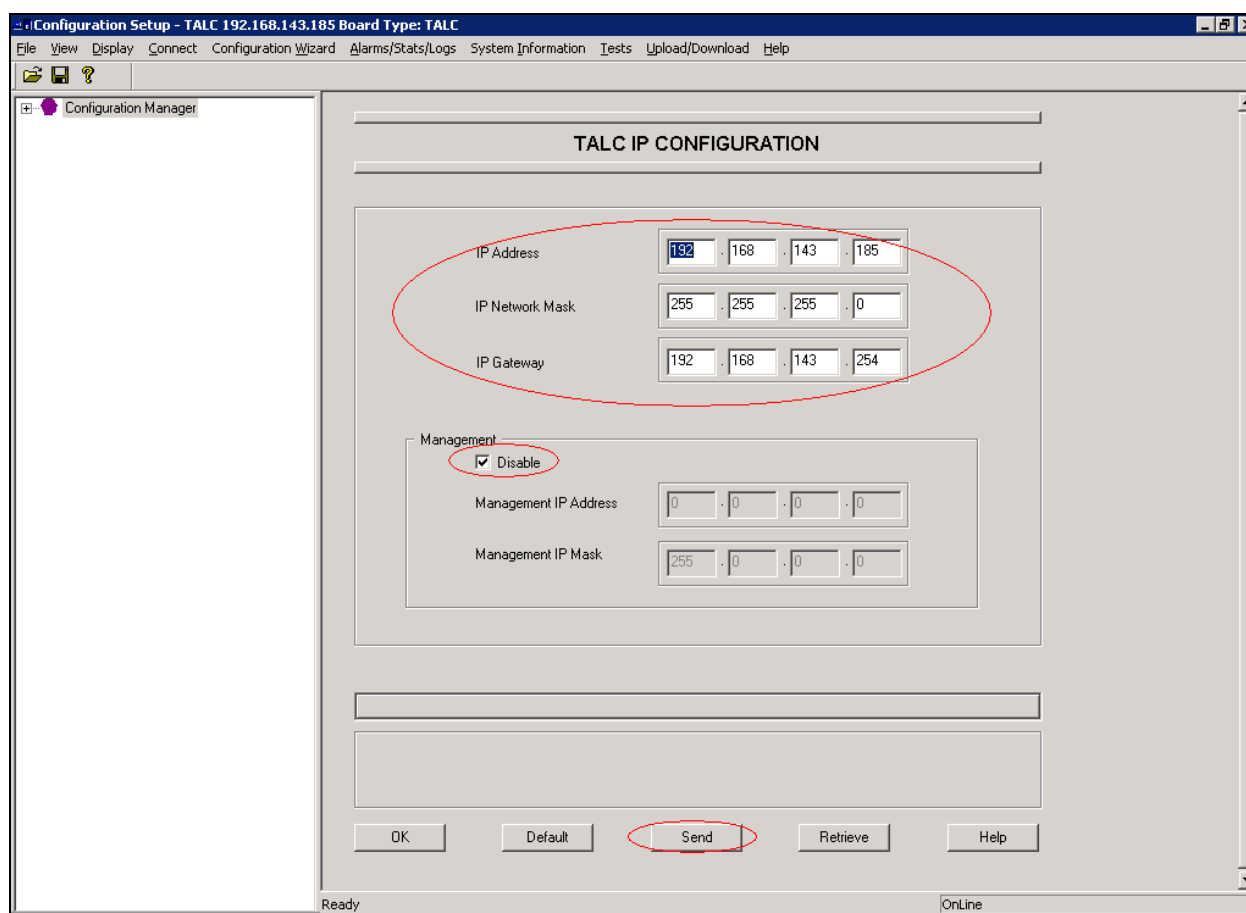 Configuration Setup - TALC 192.168.143.185 Board Type: TALC
File View Display Connect Configuration Wizard Alarms/Stats/Logs System Information Tests Upload/Download Help
Configuration Manager
TALC IP CONFIGURATION
IP Address 192 . 168 . 143 . 185
IP Network Mask 255 . 255 . 255 . 0
IP Gateway 192 . 168 . 143 . 254
Management
Disable
Management IP Address 0 . 0 . 0 . 0
Management IP Mask 255 . 0 . 0 . 0
OK Default Send Retrieve Help
Ready OnLine